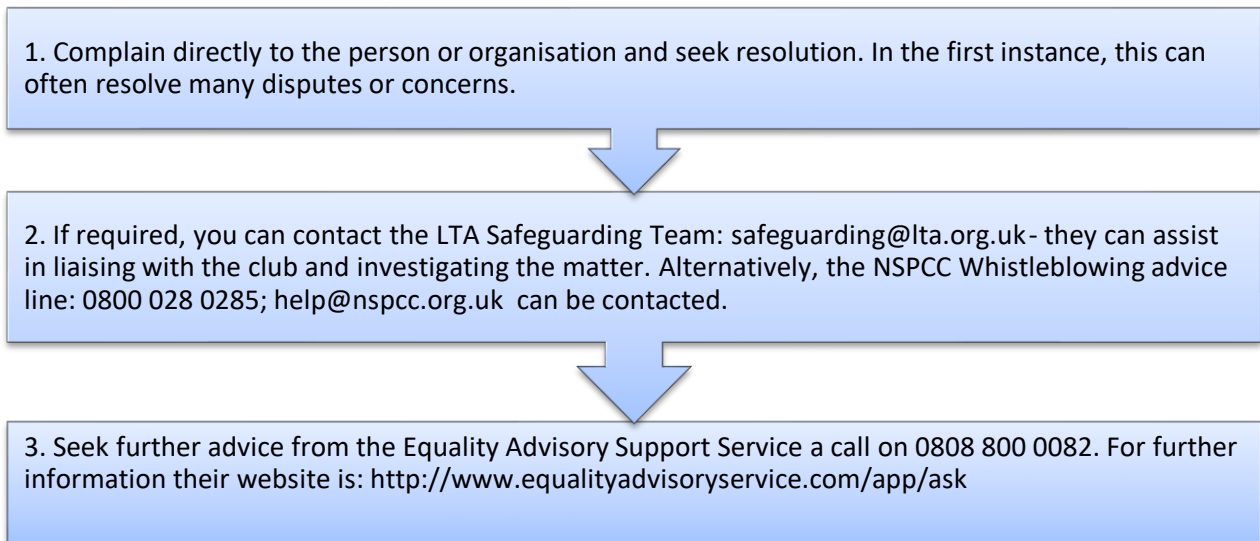 1. Complain directly to the person or organisation and seek resolution. In the first instance, this can
often resolve many disputes or concerns.
2. If required, you can contact the LTA Safeguarding Team: safeguarding@lta.org.uk- they can assist
in liaising with the club and investigating the matter. Alternatively, the NSPCC Whistleblowing advice
line: 0800 028 0285; help@nspcc.org.uk  can be contacted.
3. Seek further advice from the Equality Advisory Support Service a call on 0808 800 0082. For further
information their website is: http://www.equalityadvisoryservice.com/app/ask